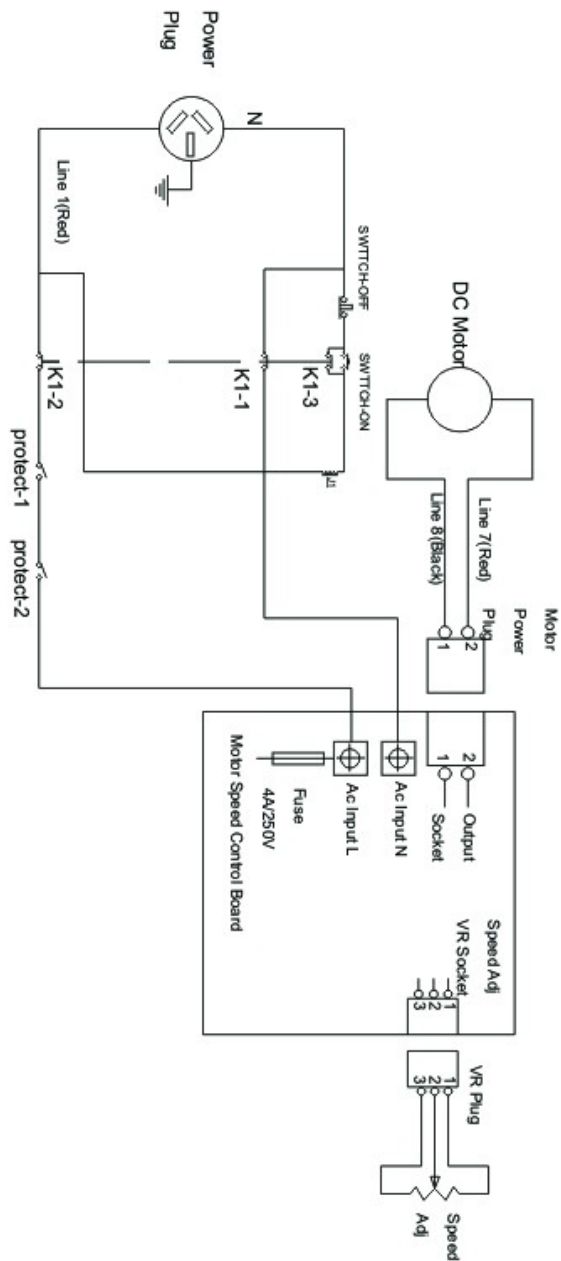 Power
Plug
N
Line 1(Red)
SWTTCH-OFF
SWTTCH-ON
K1-3
K1-1
K1-2
J1
protect-1
protect-2
DC Motor
Line 7(Red)
Line 8(Black)
Motor
Power
Plug
2
1
2
1
Output
Socket
Ac Input N
Ac Input L
Fuse
4A/250V
Motor Speed Control Board
Speed Adj
VR Socket
1
2
3
VR Plug
1
2
3
Speed
Adj